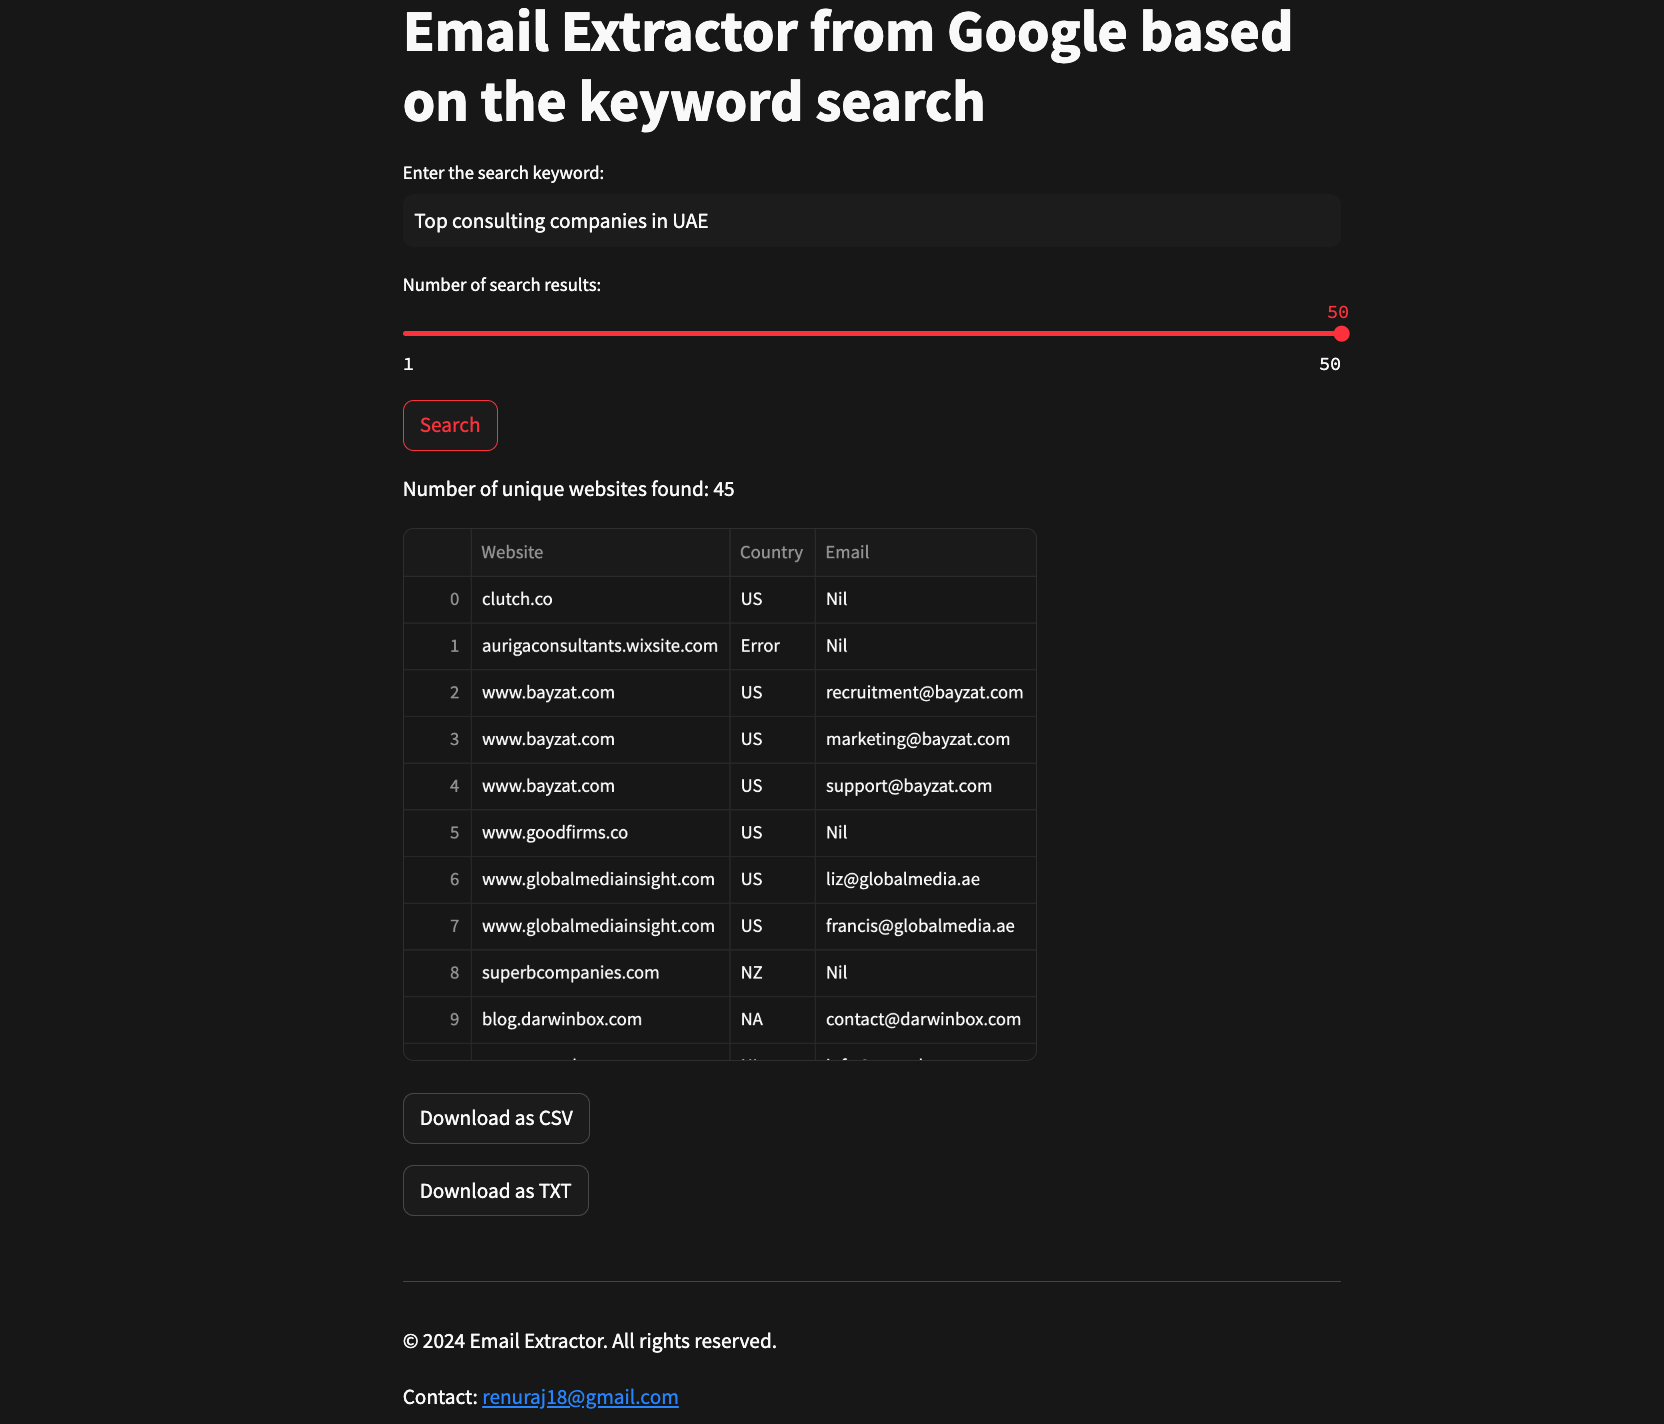 Email Extractor from Google based
on the keyword search
Enter the search keyword:
Top consulting companies in UAE
Number of search results:
50
1 50
Search
Number of unique websites found: 45
Website Country Email
0 clutch.co US Nil
1 aurigaconsultants.wixsite.com Error Nil
2 www.bayzat.com US recruitment@bayzat.com
3 www.bayzat.com US marketing@bayzat.com
4 www.bayzat.com US support@bayzat.com
5 www.goodfirms.co US Nil
6 www.globalmediainsight.com US liz@globalmedia.ae
7 www.globalmediainsight.com US francis@globalmedia.ae
8 superbcompanies.com NZ Nil
9 blog.darwinbox.com NA contact@darwinbox.com
Download as CSV
Download as TXT
© 2024 Email Extractor. All rights reserved.
Contact: renuraj18@gmail.com